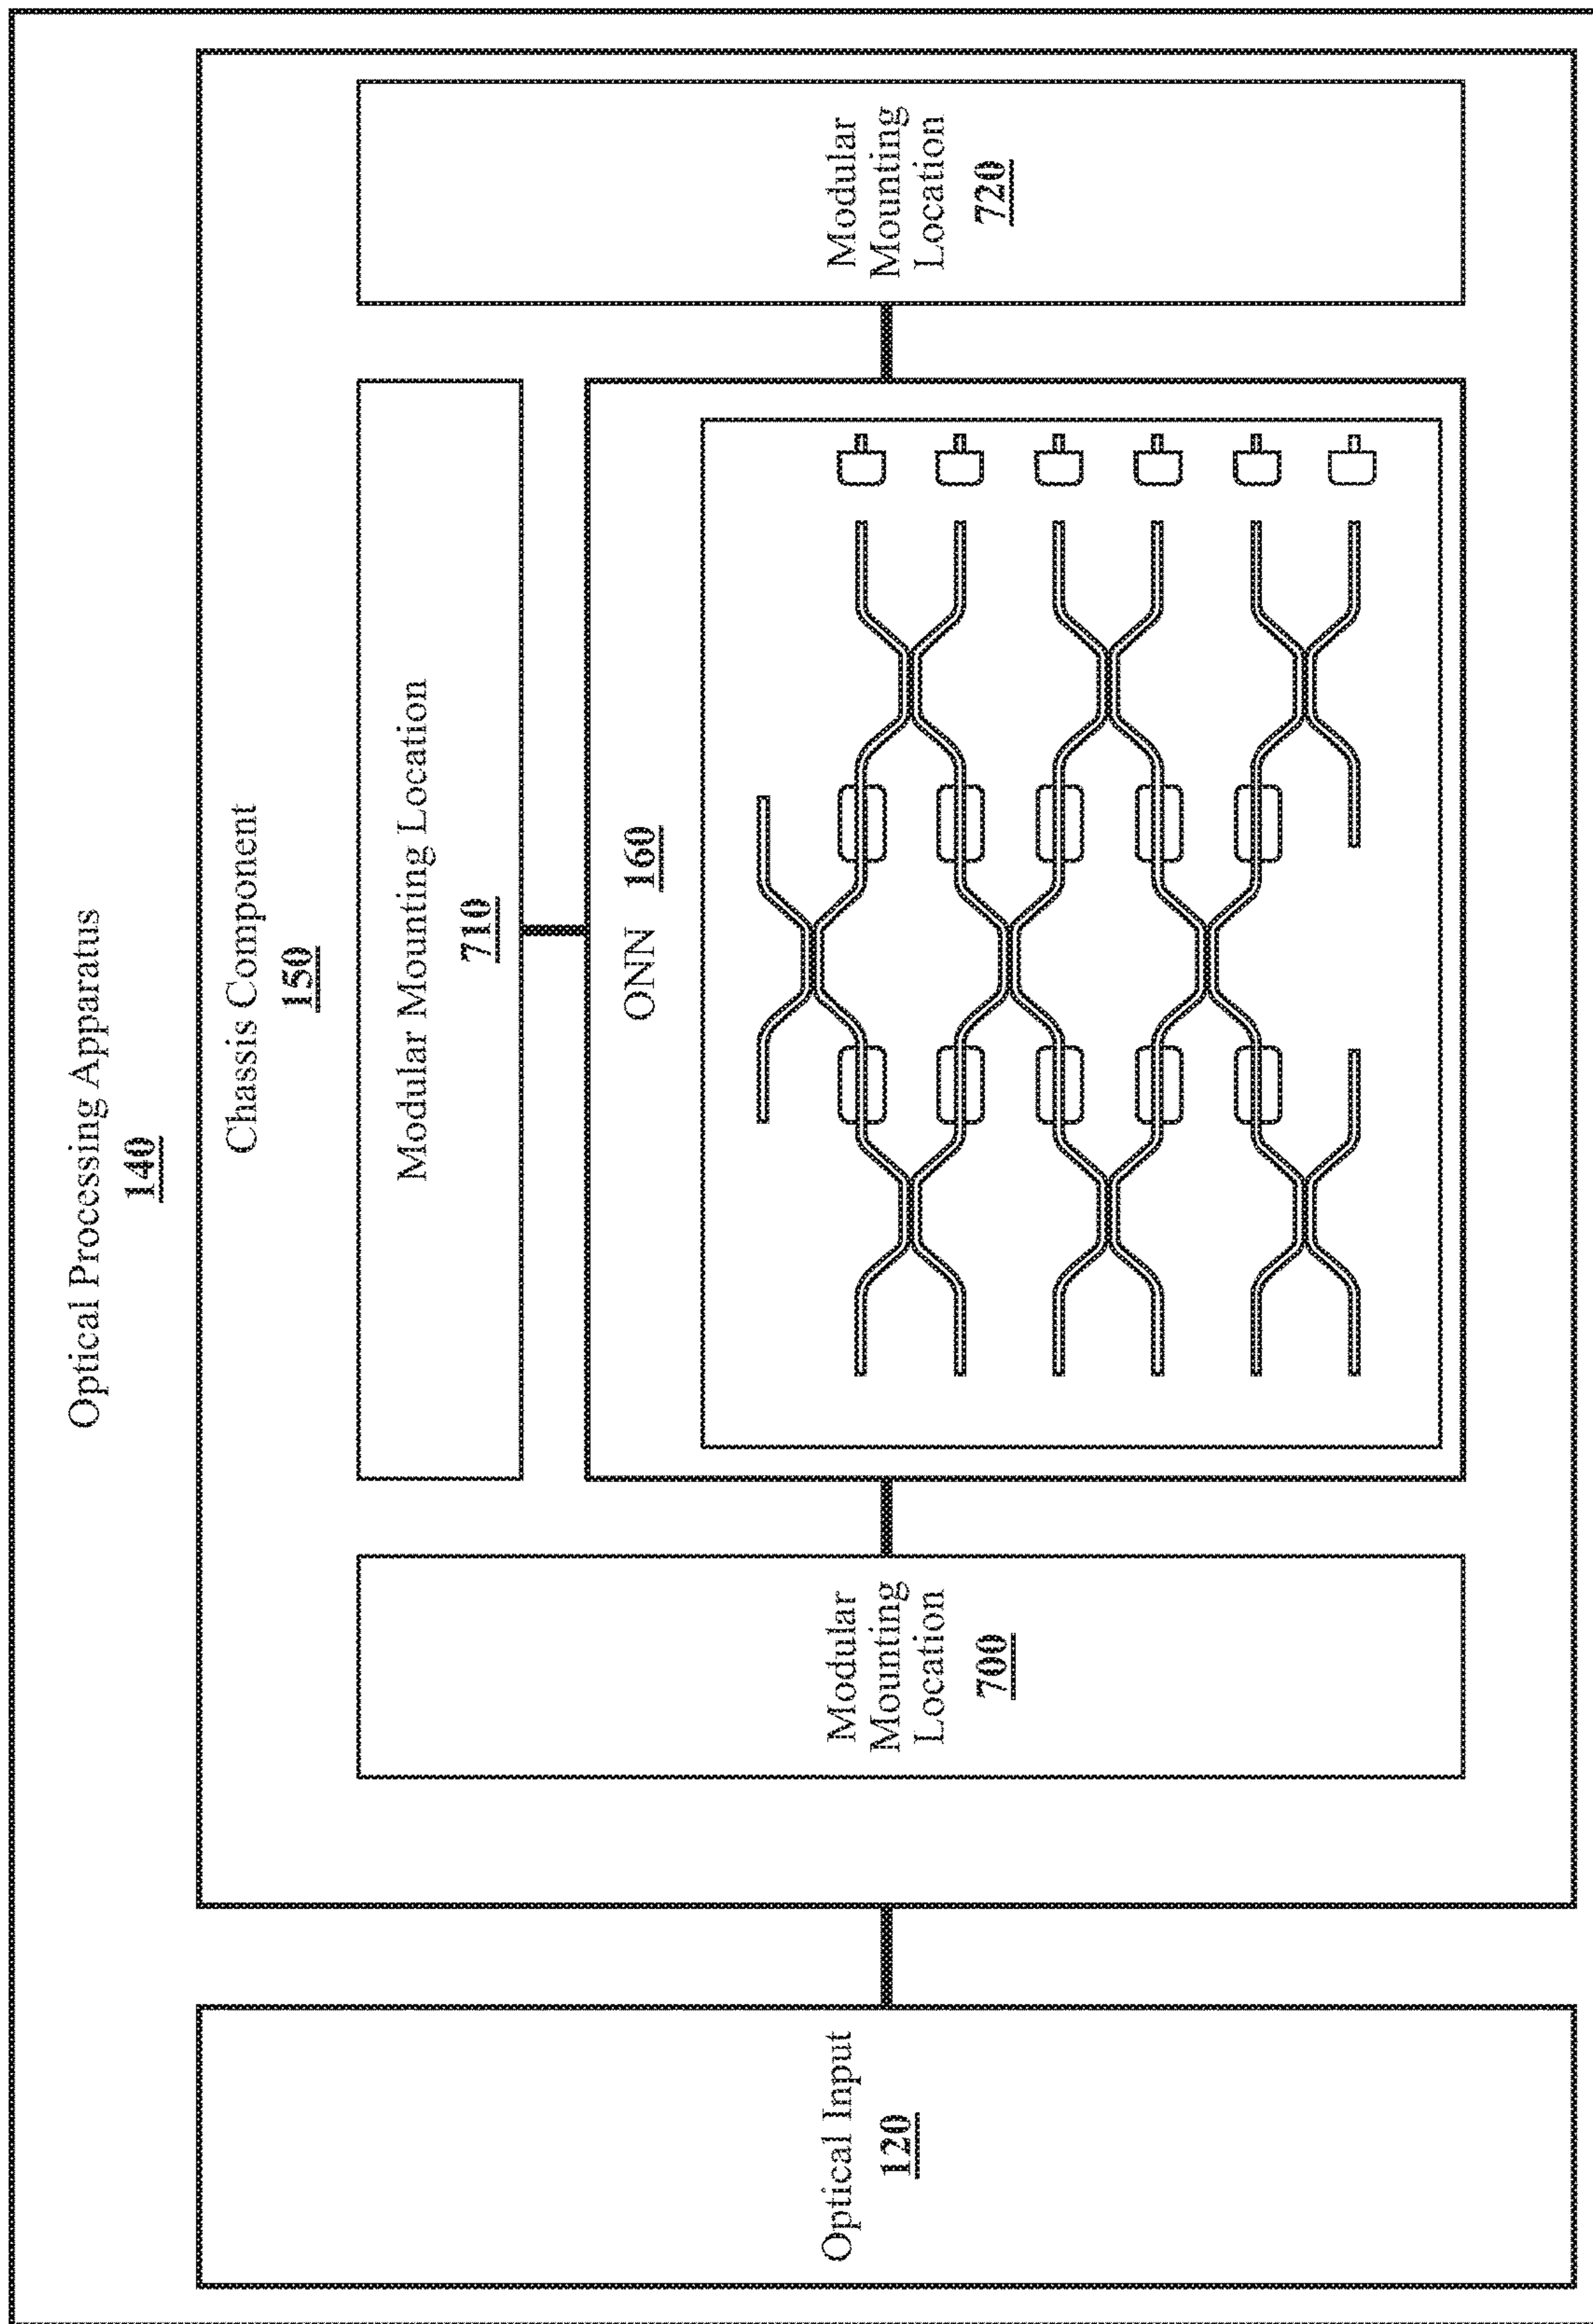 Optical Processing Apparatus
140
Chassis Component
150
Optical Input
120
Modular
Mounting
Location
700
Modular Mounting Location
710
ONN 160
Modular
Mounting
Location
720